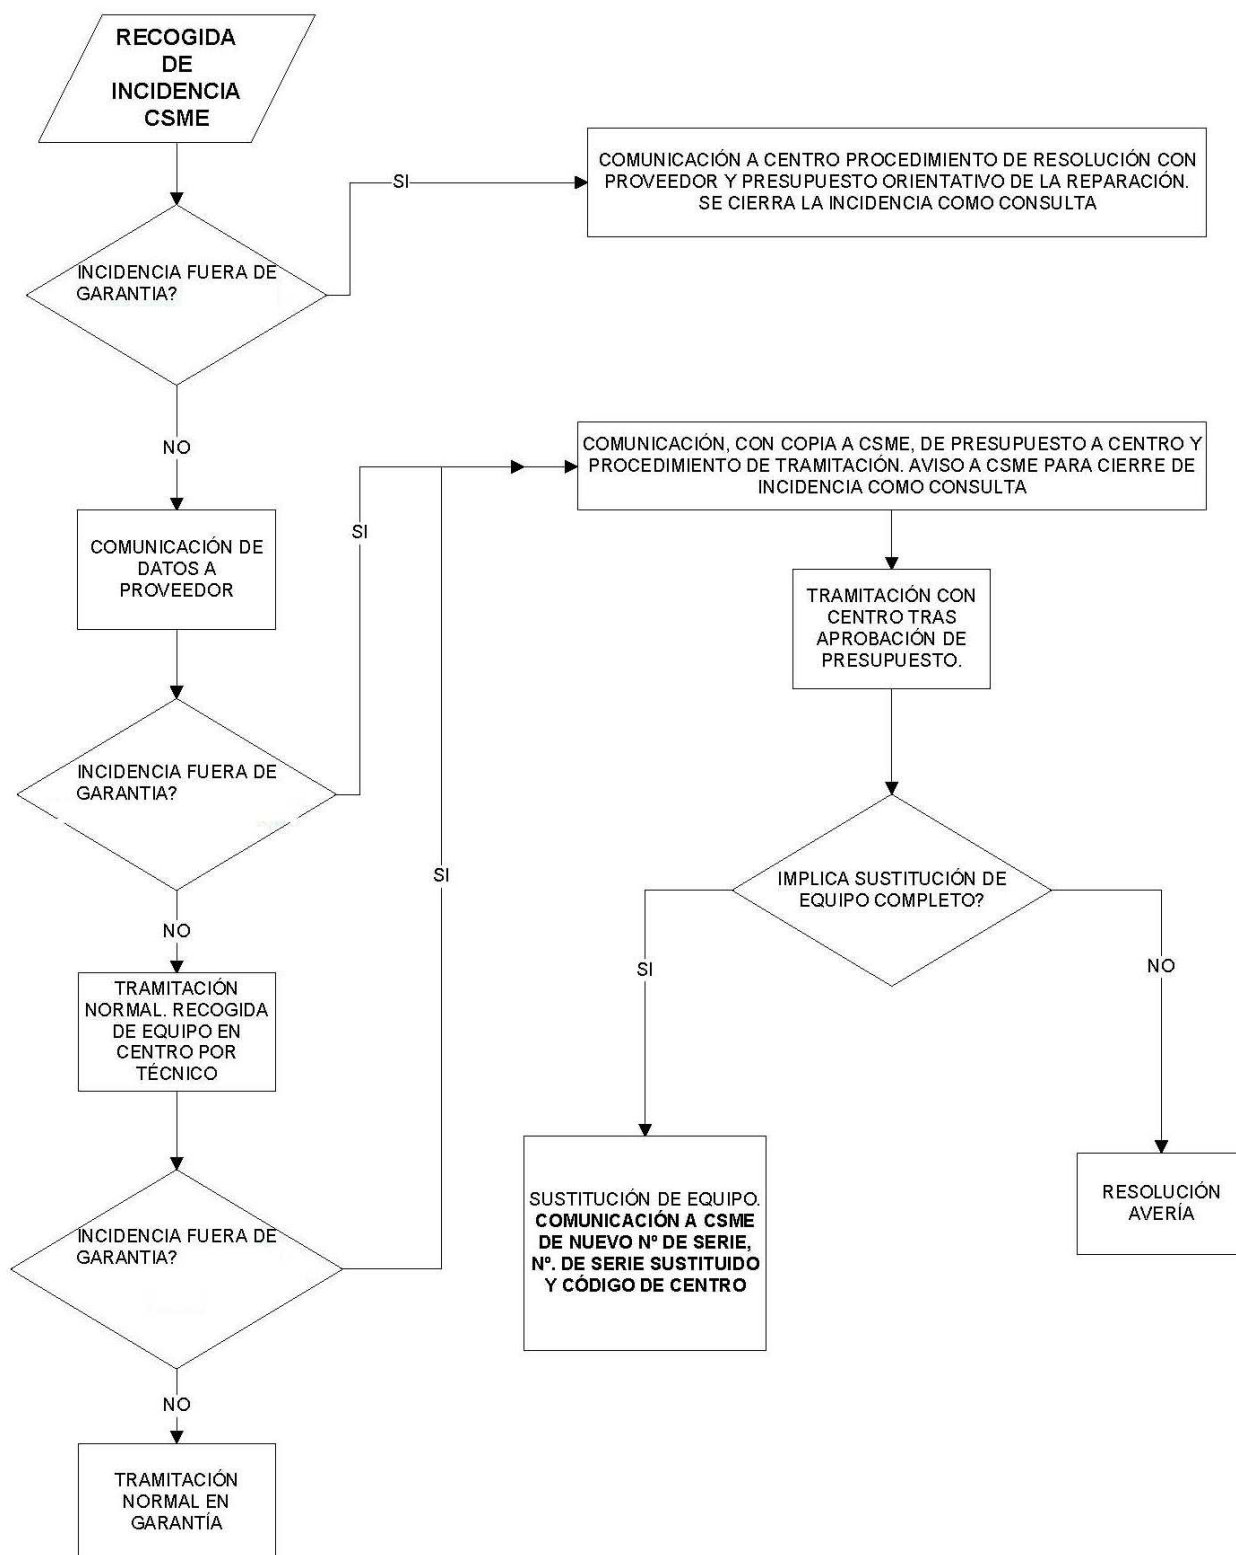 RECOGIDA
DE
INCIDENCIA
CSME
SI
COMUNICACIÓN A CENTRO PROCEDIMIENTO DE RESOLUCIÓN CON
PROVEEDOR Y PRESUPUESTO ORIENTATIVO DE LA REPARACIÓN.
SE CIERRA LA INCIDENCIA COMO CONSULTA
INCIDENCIA FUERA DE
GARANTIA?
NO
COMUNICACIÓN, CON COPIA A CSME, DE PRESUPUESTO A CENTRO Y
PROCEDIMIENTO DE TRAMITACIÓN. AVISO A CSME PARA CIERRE DE
INCIDENCIA COMO CONSULTA
SI
COMUNICACIÓN DE
DATOS A
PROVEEDOR
TRAMITACIÓN CON
CENTRO TRAS
APROBACIÓN DE
PRESUPUESTO.
INCIDENCIA FUERA DE
GARANTIA?
SI
IMPLICA SUSTITUCIÓN DE
EQUIPO COMPLETO?
NO
SI
NO
TRAMITACIÓN
NORMAL. RECOGIDA
DE EQUIPO EN
CENTRO POR
TÉCNICO
SUSTITUCIÓN DE EQUIPO.
COMUNICACIÓN A CSME
DE NUEVO Nº DE SERIE,
Nº. DE SERIE SUSTITUIDO
Y CÓDIGO DE CENTRO
RESOLUCIÓN
AVERÍA
INCIDENCIA FUERA DE
GARANTIA?
NO
TRAMITACIÓN
NORMAL EN
GARANTÍA